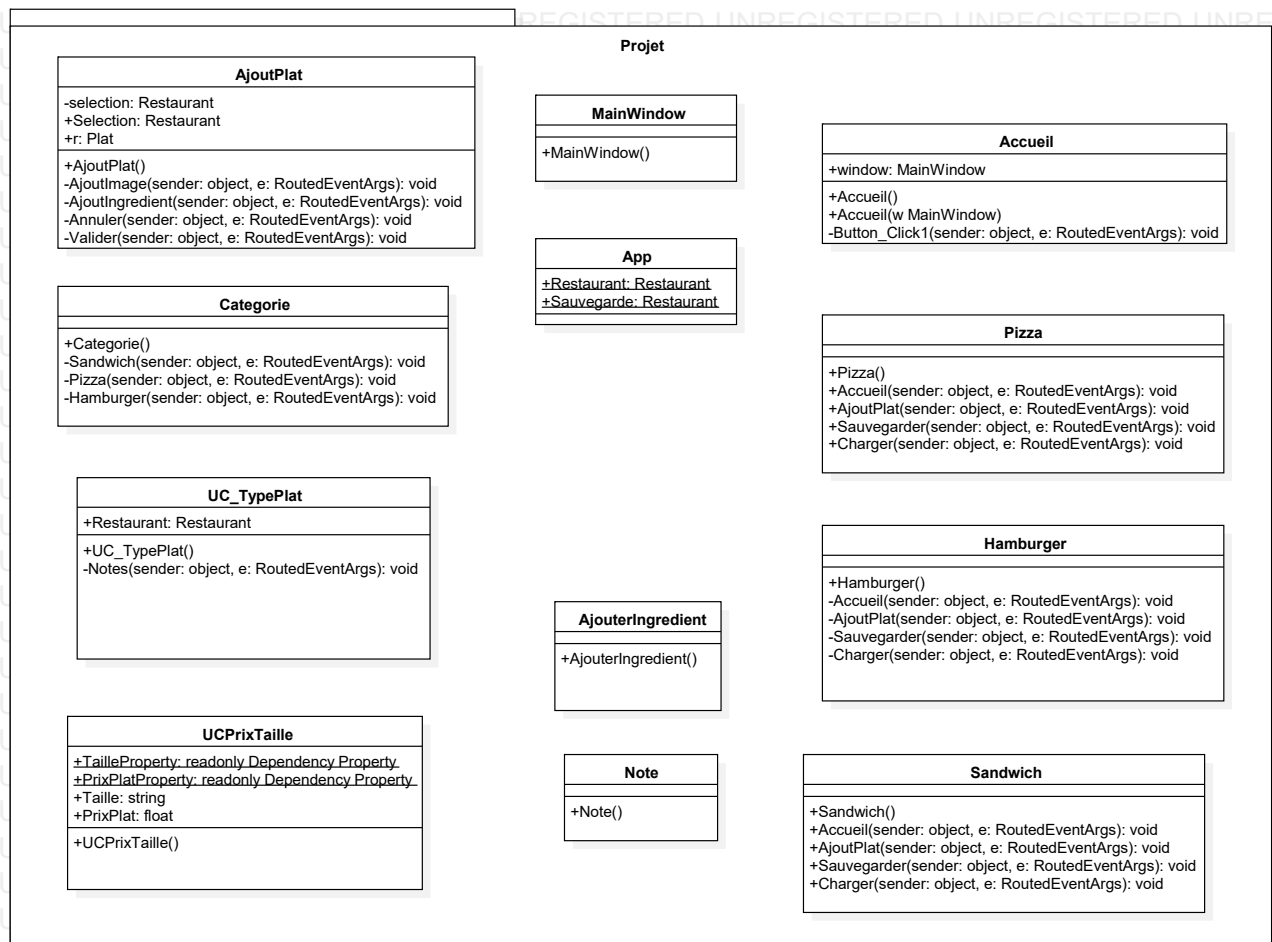 REGISTERED UNREGISTERED UNREGISTERED UNRE
Projet
AjoutPlat
-selection: Restaurant
+Selection: Restaurant
+r: Plat
+AjoutPlat()
-AjoutImage(sender: object, e: RoutedEventArgs): void
-AjoutIngredient(sender: object, e: RoutedEventArgs): void
-Annuler(sender: object, e: RoutedEventArgs): void
-Valider(sender: object, e: RoutedEventArgs): void
MainWindow
+MainWindow()
Accueil
+window: MainWindow
+Accueil()
+Accueil(w MainWindow)
-Button_Click1(sender: object, e: RoutedEventArgs): void
App
+Restaurant: Restaurant
+Sauvegarde: Restaurant
Categorie
+Categorie()
-Sandwich(sender: object, e: RoutedEventArgs): void
-Pizza(sender: object, e: RoutedEventArgs): void
-Hamburger(sender: object, e: RoutedEventArgs): void
Pizza
+Pizza()
+Accueil(sender: object, e: RoutedEventArgs): void
+AjoutPlat(sender: object, e: RoutedEventArgs): void
+Sauvegarder(sender: object, e: RoutedEventArgs): void
+Charger(sender: object, e: RoutedEventArgs): void
UC_TypePlat
+Restaurant: Restaurant
+UC_TypePlat()
-Notes(sender: object, e: RoutedEventArgs): void
Hamburger
+Hamburger()
-Accueil(sender: object, e: RoutedEventArgs): void
-AjoutPlat(sender: object, e: RoutedEventArgs): void
-Sauvegarder(sender: object, e: RoutedEventArgs): void
-Charger(sender: object, e: RoutedEventArgs): void
AjouterIngredient
+AjouterIngredient()
UCPrixTaille
+TailleProperty: readonly Dependency Property
+PrixPlatProperty: readonly Dependency Property
+Taille: string
+PrixPlat: float
+UCPrixTaille()
Note
+Note()
Sandwich
+Sandwich()
+Accueil(sender: object, e: RoutedEventArgs): void
+AjoutPlat(sender: object, e: RoutedEventArgs): void
+Sauvegarder(sender: object, e: RoutedEventArgs): void
+Charger(sender: object, e: RoutedEventArgs): void